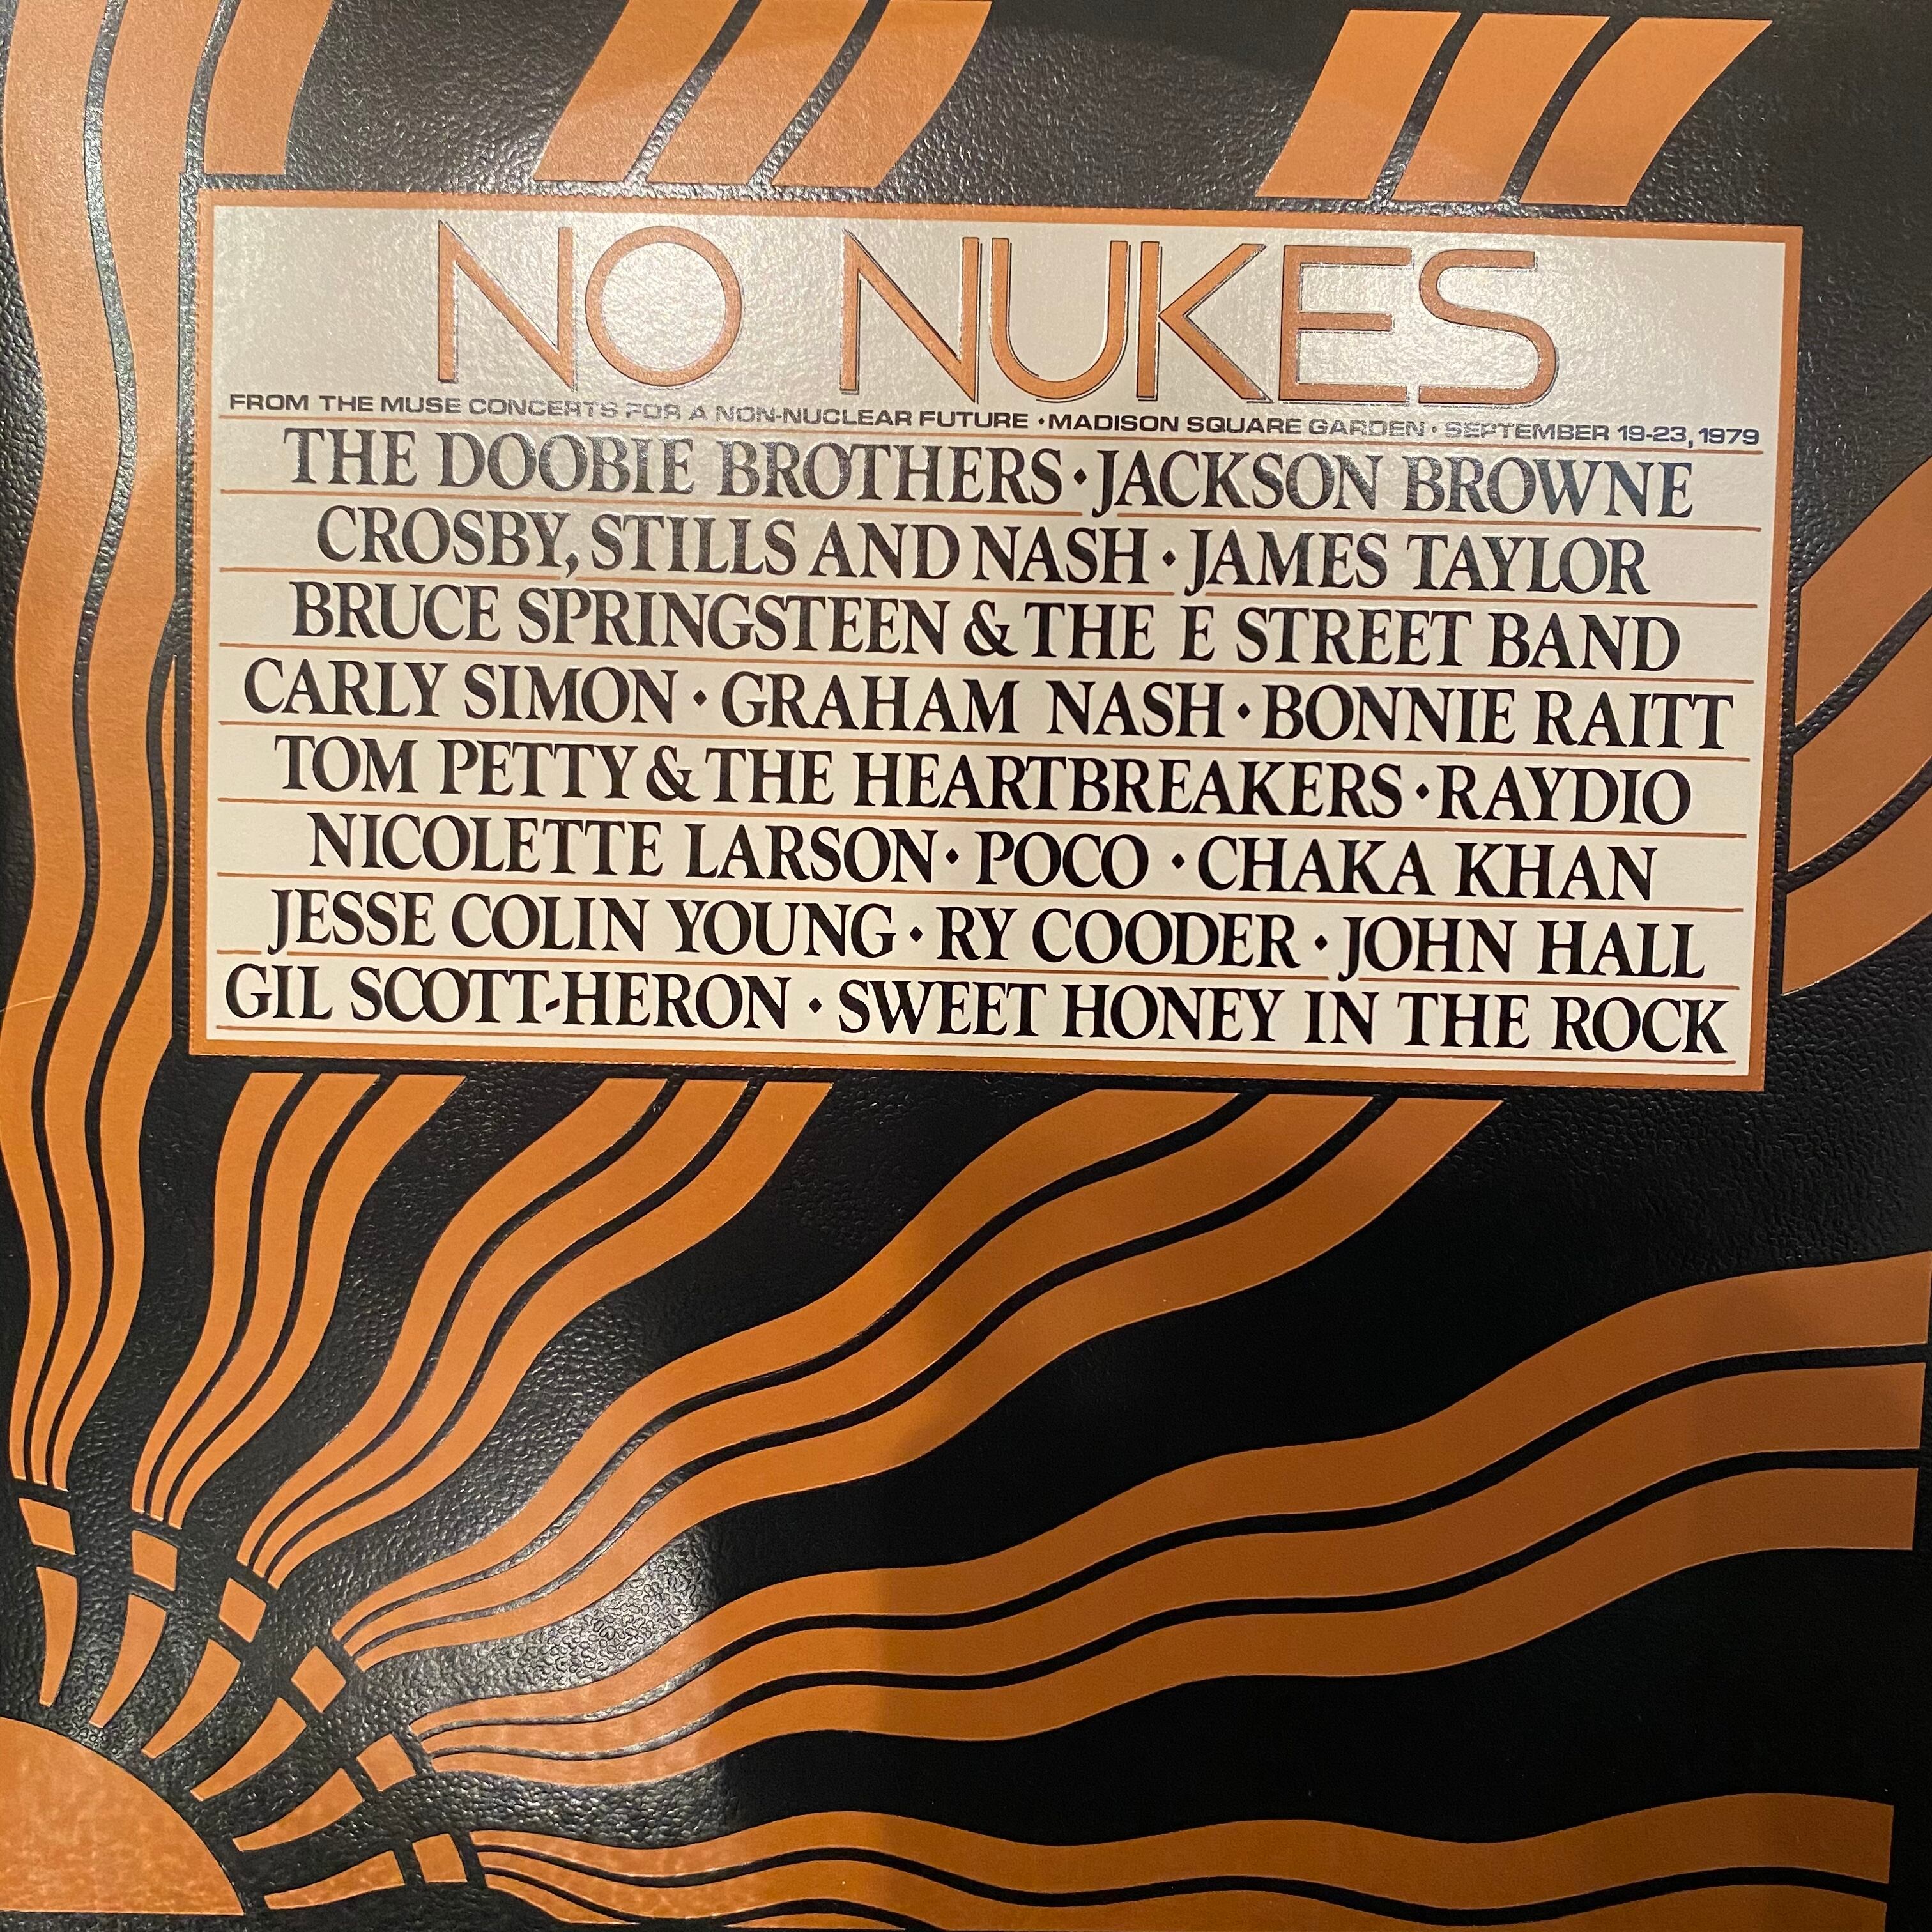 NO NUKES
FROM THE MUSE CONCERTS FOR A NON-NUCLEAR FUTURE • MADISON SQUARE GARDEN • SEPTEMBER 19-23, 1979
THE DOOBIE BROTHERS • JACKSON BROWNE
CROSBY, STILLS AND NASH • JAMES TAYLOR
BRUCE SPRINGSTEEN & THE E STREET BAND
CARLY SIMON • GRAHAM NASH • BONNIE RAITT
TOM PETTY & THE HEARTBREAKERS • RAYDIO
NICOLETTE LARSON • POCO • CHAKA KHAN
JESSE COLIN YOUNG • RY COODER • JOHN HALL
GIL SCOTT-HERON • SWEET HONEY IN THE ROCK